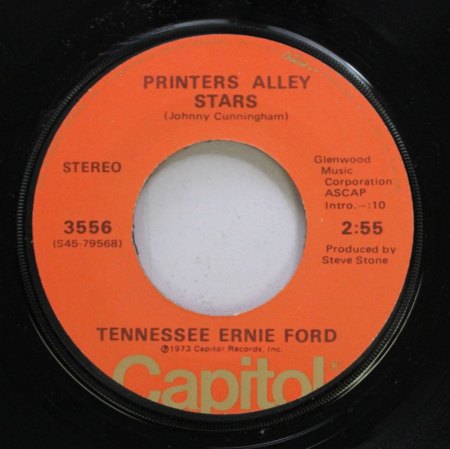 PRINTERS ALLEY
STARS
(Johnny Cunningham)
STEREO
3556
(S45-79568)
Glenwood
Music
Corporation
ASCAP
Intro.—:10
2:55
Produced by
Steve Stone
TENNESSEE ERNIE FORD
℗1973 Capitol Records, Inc.
Capitol®